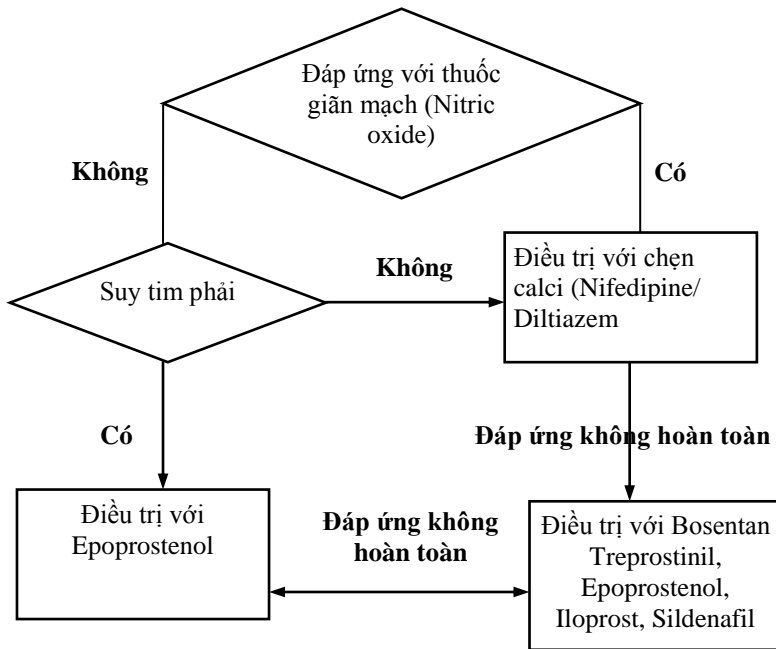 Đáp ứng với thuốc
giãn mạch (Nitric
oxide)
Không
Có
Suy tim phải
Không
Điều trị với chẹn
calci (Nifedipine/
Diltiazem
Có
Đáp ứng không hoàn toàn
Điều trị với
Epoprostenol
Đáp ứng không
hoàn toàn
Điều trị với Bosentan
Treprostinil,
Epoprostenol,
Iloprost, Sildenafil